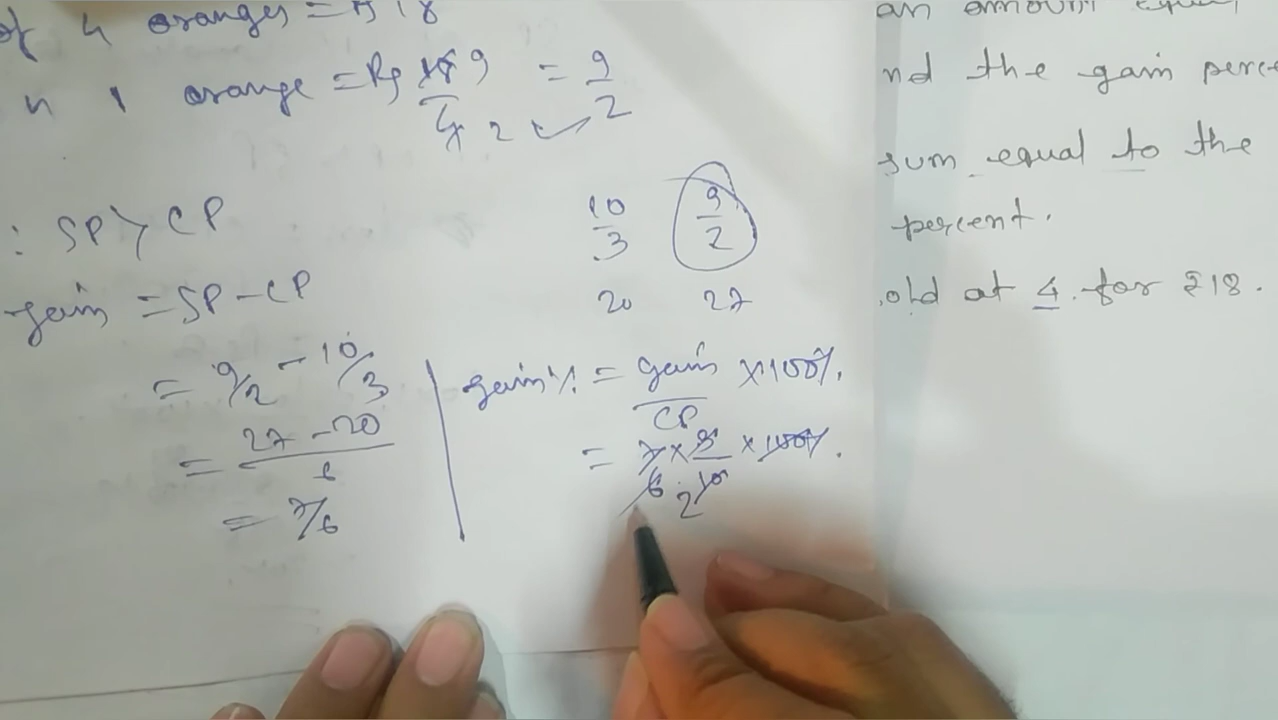 of 4 oranges = Rs 18
n 1 orange = Rs 18 9 = 9
4 2 2
: SP > CP
gain = SP - CP
= 9/2 - 10/3
= 27 - 20
6
= 7/6
10 9
3 2
20 27
gain % = gain × 100%.
CP
= 7 × 3 × 100%.
6 2 10
an amount equal
nd the gain perce
sum equal to the
percent.
old at 4 for ₹18.